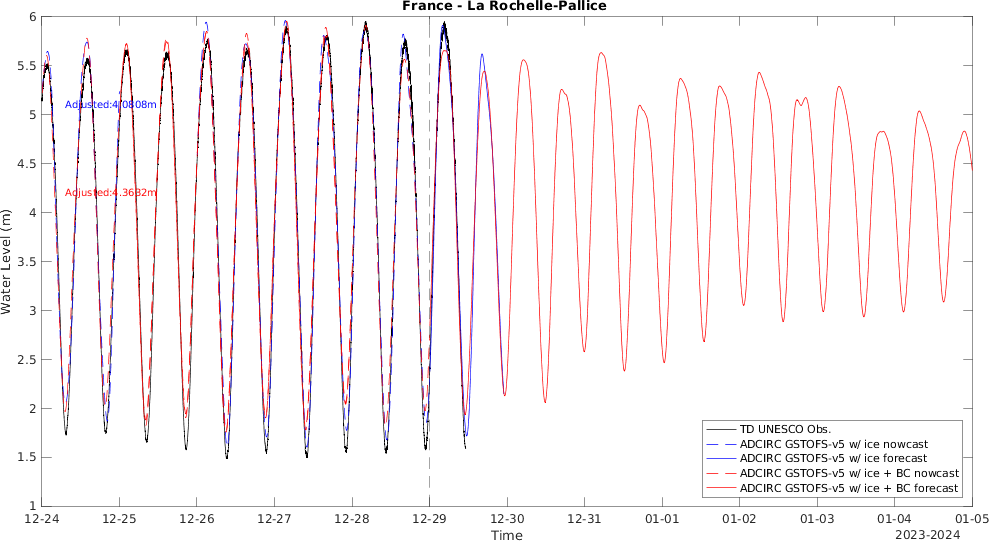 France - La Rochelle-Pallice
6
5.5
5
4.5
4
3.5
3
2.5
2
1.5
1
Water Level (m)
Adjusted:4.0808m
Adjusted:4.3632m
TD UNESCO Obs.
ADCIRC GSTOFS-v5 w/ ice nowcast
ADCIRC GSTOFS-v5 w/ ice forecast
ADCIRC GSTOFS-v5 w/ ice + BC nowcast
ADCIRC GSTOFS-v5 w/ ice + BC forecast
12-24 12-25 12-26 12-27 12-28 12-29 12-30 12-31 01-01 01-02 01-03 01-04 01-05
Time
2023-2024